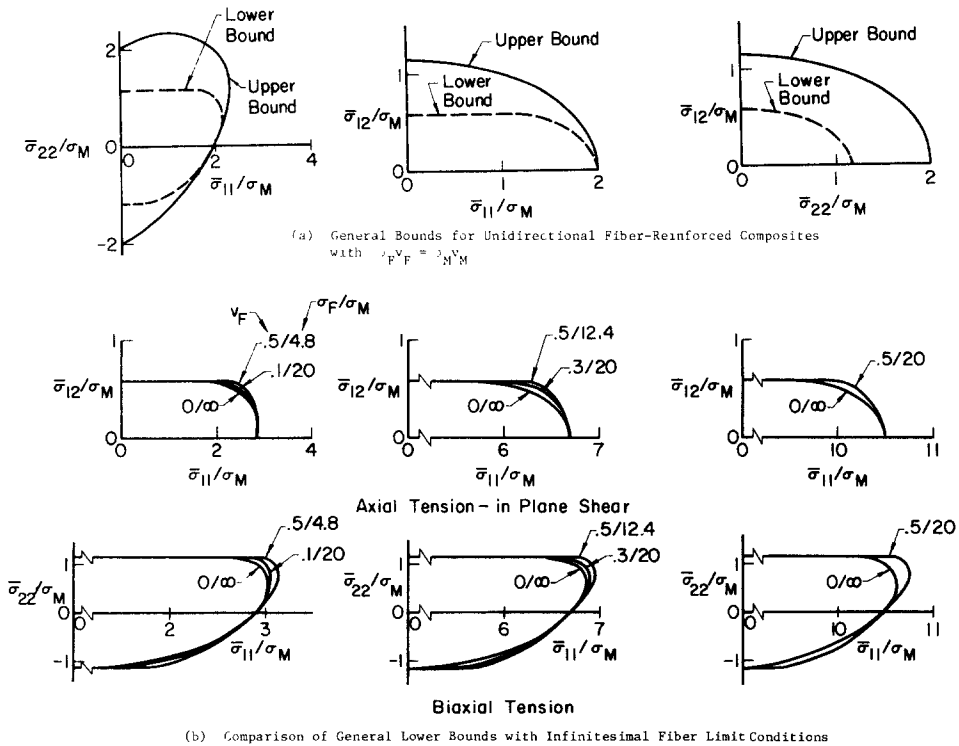 2
0
-2
σ̄22/σM
Lower Bound
Upper Bound
0
2
4
σ̄11/σM
1
0
σ̄12/σM
Upper Bound
Lower Bound
0
1
2
σ̄11/σM
1
0
σ̄12/σM
Upper Bound
0
1
2
σ̄22/σM
Lower Bound
(a) General Bounds for Unidirectional Fiber-Reinforced Composites
with
vF σF/σM
1
0
σ̄12/σM
.5/4.8
.1/20
0/∞
0
2
4
σ̄11/σM
1
0
σ̄12/σM
.5/12.4
.3/20
0/∞
0
6
7
σ̄11/σM
1
0
σ̄12/σM
.5/20
0/∞
0
10
11
σ̄11/σM
Axial Tension – in Plane Shear
1
0
-1
σ̄22/σM
.5/4.8
.1/20
0/∞
0
2
3
σ̄11/σM
1
0
-1
σ̄22/σM
.5/12.4
.3/20
0/∞
0
6
7
σ̄11/σM
1
0
-1
σ̄22/σM
.5/20
0/∞
0
10
11
σ̄11/σM
Biaxial Tension
(b) Comparison of General Lower Bounds with Infinitesimal Fiber Limit Conditions